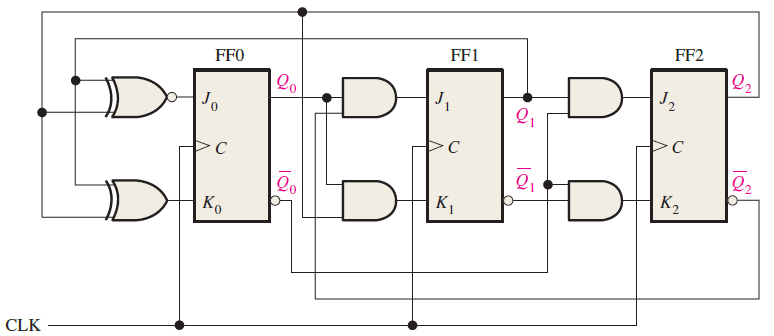 FF0 FF1 FF2
Q₀ Q₁ Q₂
J₀ J₁ J₂
C C C
Q̅₀ Q̅₁ Q̅₂
K₀ K₁ K₂
CLK